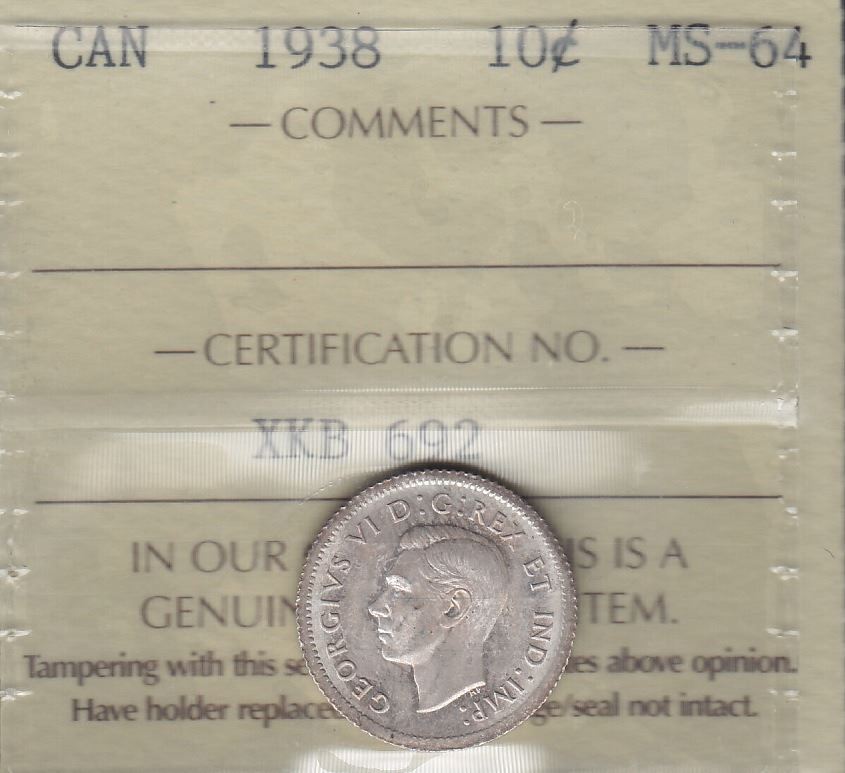 CAN 1938 10¢ MS-64
— COMMENTS —
— CERTIFICATION NO. —
XKB 692
IN OUR S IS A
GENUIN TEM.
Tampering with this se es above opinion.
Have holder replace ge/seal not intact.
GEORGIVS VI D:G:REX ET IND:IMP: